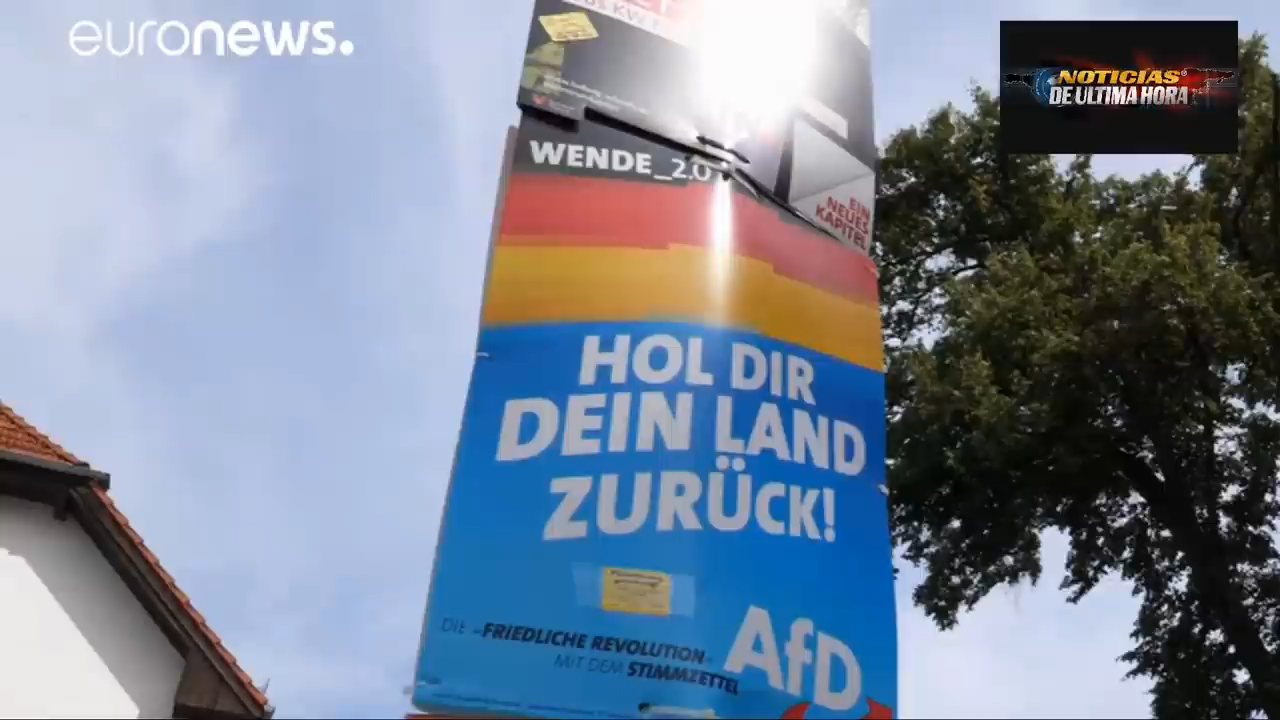 euronews.
NOTICIAS
DE ULTIMA HORA
WENDE_2.0
EIN
NEUES
KAPITEL
HOL DIR
DEIN LAND
ZURÜCK!
DIE »FRIEDLICHE REVOLUTION«
MIT DEM STIMMZETTEL
AfD